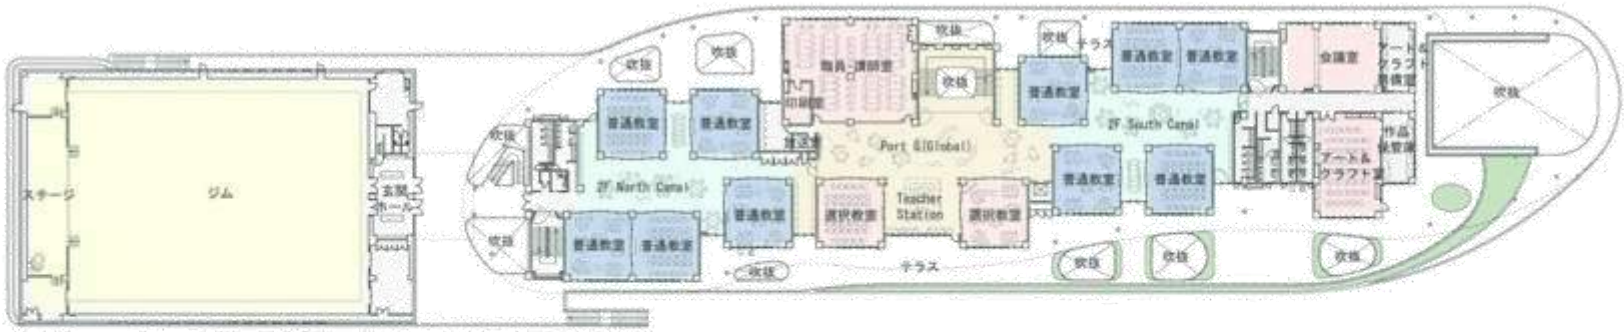 ステージ
ジム
玄関
ホール
吹抜
吹抜
吹抜
吹抜
吹抜
普通教室
普通教室
2F North Canal
普通教室
普通教室
普通教室
職員・講師室
印刷室
放送室
吹抜
吹抜
Port G(Global)
選択教室
Teacher
Station
選択教室
テラス
吹抜
テラス
普通教室
普通教室
普通教室
2F South Canal
普通教室
普通教室
会議室
アート&
クラフト
準備室
アート&
クラフト室
作品
保管庫
吹抜
吹抜
吹抜
吹抜